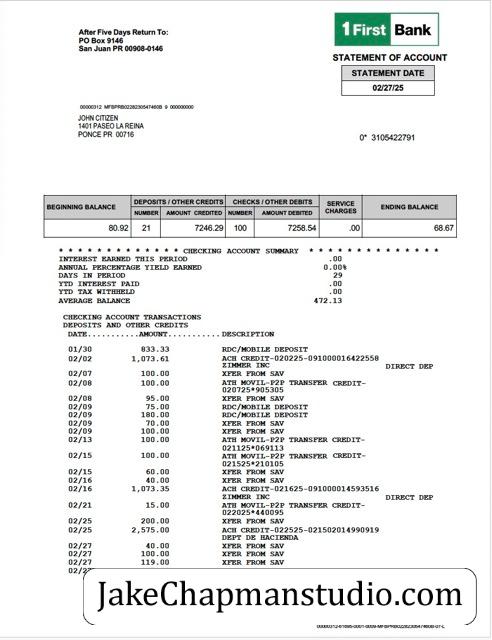 After Five Days Return To:
PO Box 9146
San Juan PR 00908-0146
1 First Bank
STATEMENT OF ACCOUNT
STATEMENT DATE
02/27/25
00000312 MFBPRB0228230547460B 9 000000000
JOHN CITIZEN
1401 PASEO LA REINA
PONCE PR 00716
0* 3105422791
BEGINNING BALANCE DEPOSITS / OTHER CREDITS CHECKS / OTHER DEBITS SERVICE CHARGES ENDING BALANCE
NUMBER AMOUNT CREDITED NUMBER AMOUNT DEBITED
80.92 21 7246.29 100 7258.54 .00 68.67
* * * * * * * * * * * * * CHECKING ACCOUNT SUMMARY * * * * * * * * * * * * * *
INTEREST EARNED THIS PERIOD .00
ANNUAL PERCENTAGE YIELD EARNED 0.00%
DAYS IN PERIOD 29
YTD INTEREST PAID .00
YTD TAX WITHHELD .00
AVERAGE BALANCE 472.13
CHECKING ACCOUNT TRANSACTIONS
DEPOSITS AND OTHER CREDITS
DATE..........AMOUNT..........DESCRIPTION
01/30 833.33 RDC/MOBILE DEPOSIT
02/02 1,073.61 ACH CREDIT-020225-091000016422558
ZIMMER INC DIRECT DEP
02/07 100.00 XFER FROM SAV
02/08 100.00 ATH MOVIL-P2P TRANSFER CREDIT-
020725*905305
02/08 95.00 XFER FROM SAV
02/09 75.00 RDC/MOBILE DEPOSIT
02/09 180.00 RDC/MOBILE DEPOSIT
02/09 70.00 XFER FROM SAV
02/09 100.00 XFER FROM SAV
02/13 100.00 ATH MOVIL-P2P TRANSFER CREDIT-
021125*069113
02/15 100.00 ATH MOVIL-P2P TRANSFER CREDIT-
021525*210105
02/15 60.00 XFER FROM SAV
02/16 40.00 XFER FROM SAV
02/16 1,073.35 ACH CREDIT-021625-091000014593516
ZIMMER INC DIRECT DEP
02/21 15.00 ATH MOVIL-P2P TRANSFER CREDIT-
022025*440095
02/25 200.00 XFER FROM SAV
02/25 2,575.00 ACH CREDIT-022525-021502014990919
DEPT DE HACIENDA
02/27 40.00 XFER FROM SAV
02/27 100.00 XFER FROM SAV
02/27 119.00 XFER FROM SAV
JakeChapmanstudio.com